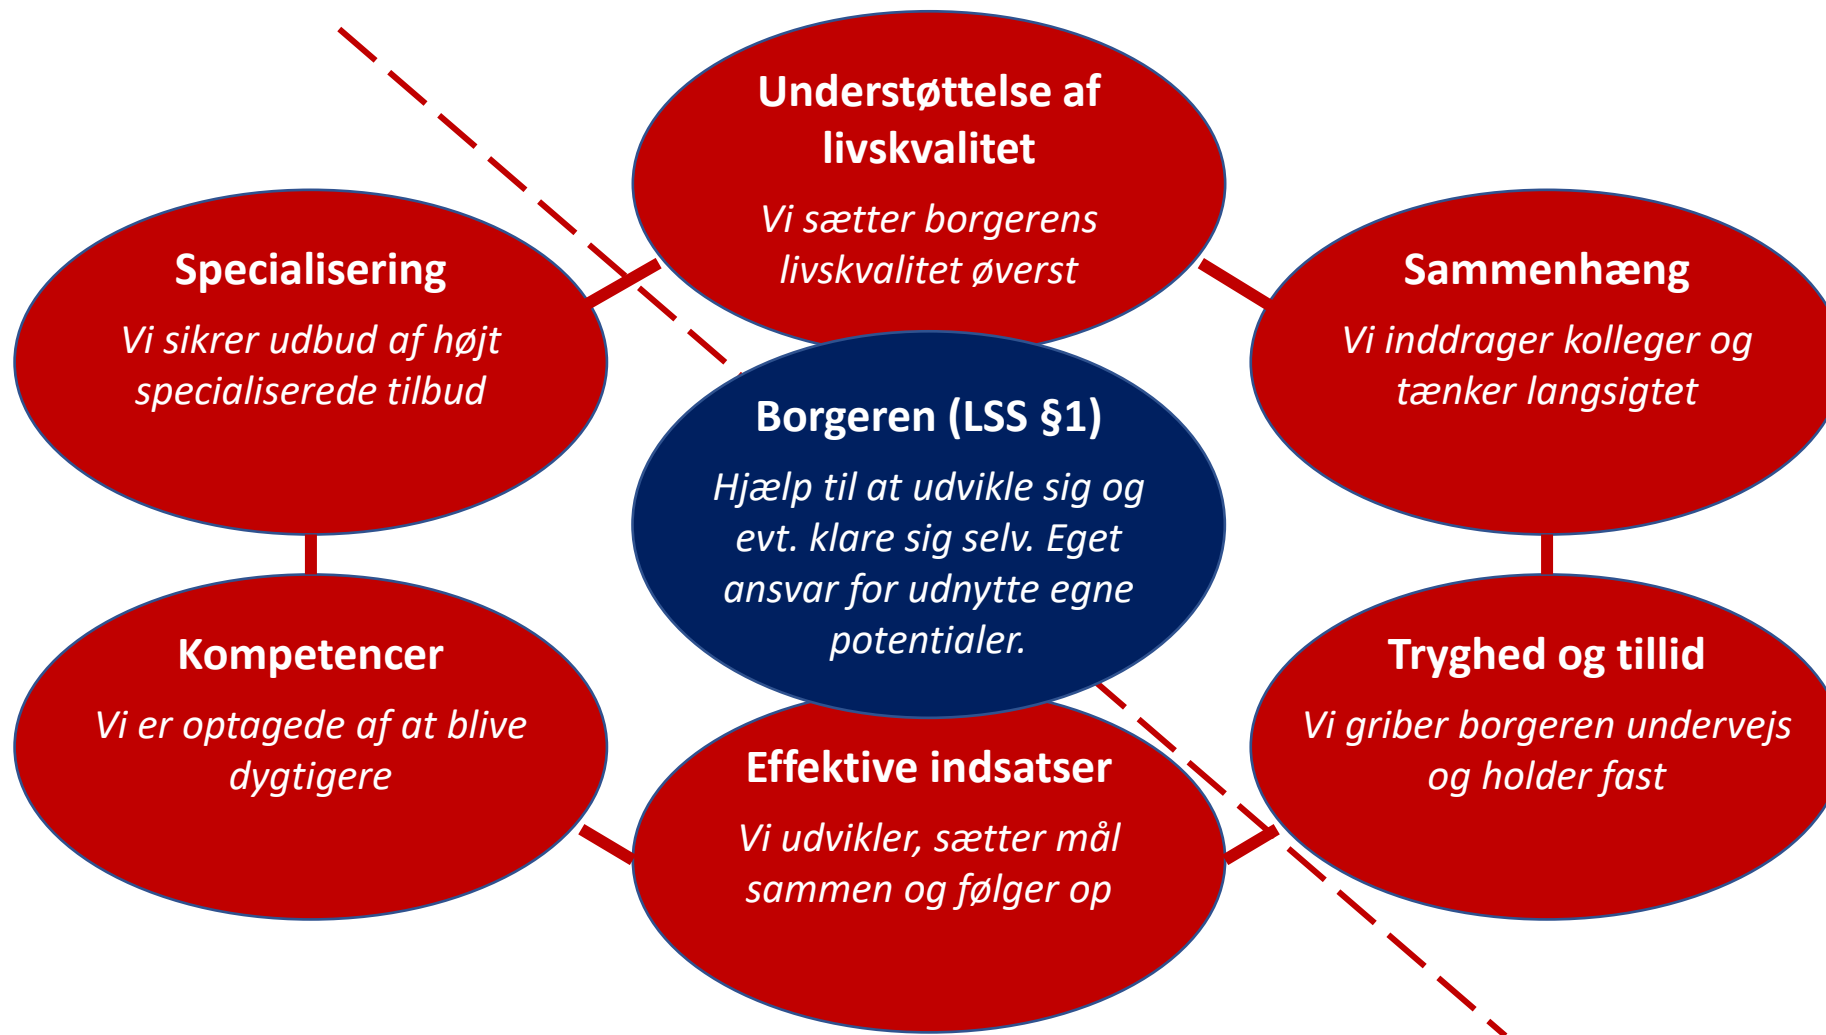 Understøttelse af
livskvalitet
Vi sætter borgerens
livskvalitet øverst
Specialisering
Vi sikrer udbud af højt
specialiserede tilbud
Sammenhæng
Vi inddrager kolleger og
tænker langsigtet
Borgeren (LSS §1)
Hjælp til at udvikle sig og
evt. klare sig selv. Eget
ansvar for udnytte egne
potentialer.
Kompetencer
Vi er optagede af at blive
dygtigere
Tryghed og tillid
Vi griber borgeren undervejs
og holder fast
Effektive indsatser
Vi udvikler, sætter mål
sammen og følger op